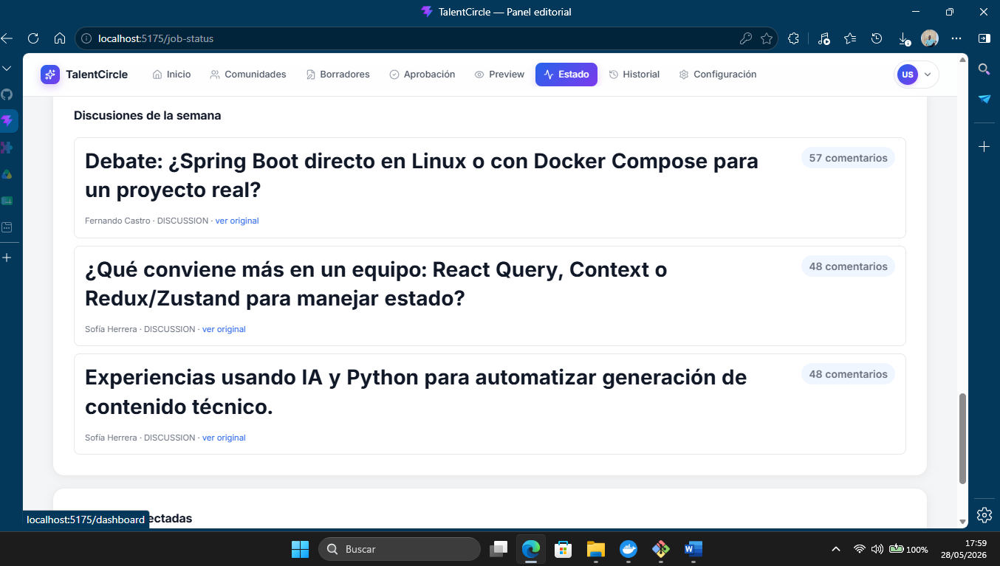 TalentCircle — Panel editorial
localhost:5175/job-status
TalentCircle
Inicio
Comunidades
Borradores
Aprobación
Preview
Estado
Historial
Configuración
US
Discusiones de la semana
Debate: ¿Spring Boot directo en Linux o con Docker Compose para
un proyecto real?
57 comentarios
Fernando Castro · DISCUSSION · ver original
¿Qué conviene más en un equipo: React Query, Context o
Redux/Zustand para manejar estado?
48 comentarios
Sofía Herrera · DISCUSSION · ver original
Experiencias usando IA y Python para automatizar generación de
contenido técnico.
48 comentarios
Sofía Herrera · DISCUSSION · ver original
ectadas
localhost:5175/dashboard
Buscar
W
100%
17:59
28/05/2026